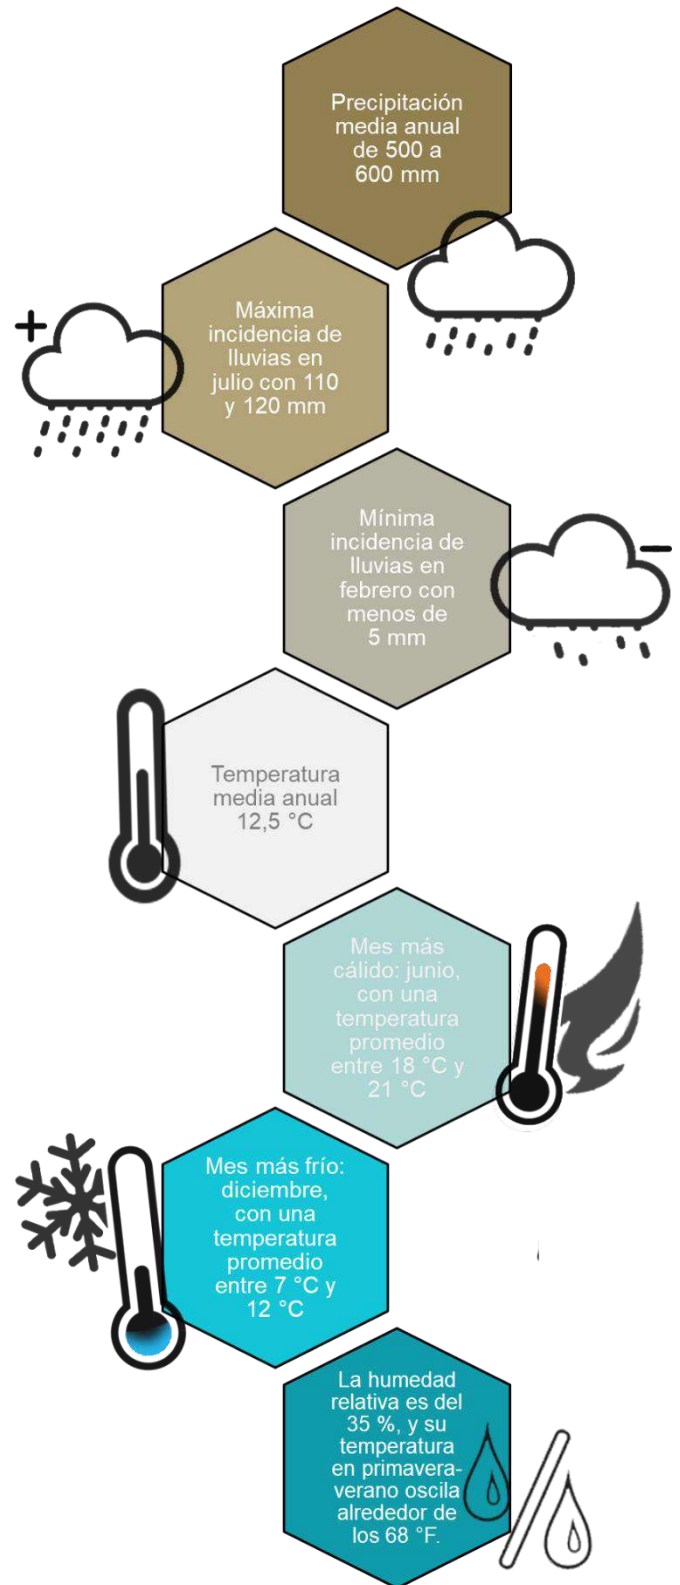 Precipitación
media anual
de 500 a
600 mm
Máxima
incidencia de
lluvias en
julio con 110
y 120 mm
Mínima
incidencia de
lluvias en
febrero con
menos de
5 mm
Temperatura
media anual
12,5 °C
Mes más
cálido: junio,
con una
temperatura
promedio
entre 18 °C y
21 °C
Mes más frío:
diciembre,
con una
temperatura
promedio
entre 7 °C y
12 °C
La humedad
relativa es del
35 %, y su
temperatura
en primavera-
verano oscila
alrededor de
los 68 °F.